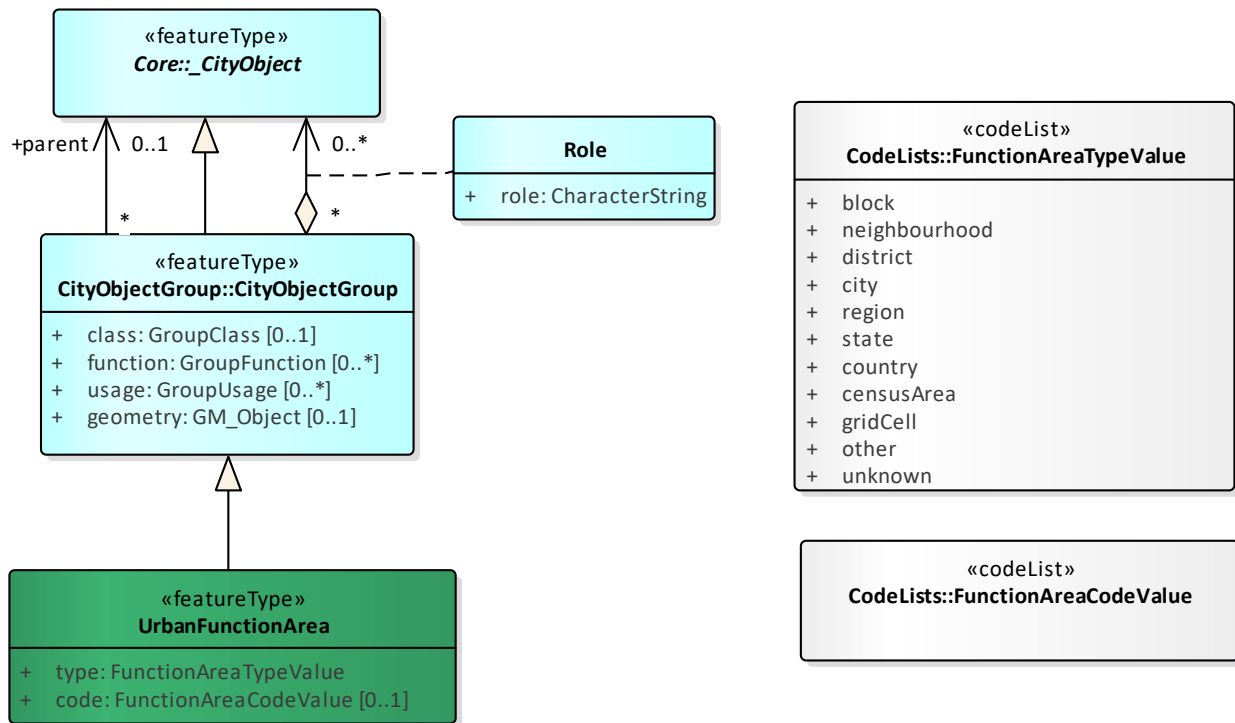 «featureType»
Core::_CityObject
+parent
0..1
0..*
*
*
Role
+ role: CharacterString
«featureType»
CityObjectGroup::CityObjectGroup
+ class: GroupClass [0..1]
+ function: GroupFunction [0..*]
+ usage: GroupUsage [0..*]
+ geometry: GM_Object [0..1]
«featureType»
UrbanFunctionArea
+ type: FunctionAreaTypeValue
+ code: FunctionAreaCodeValue [0..1]
«codeList»
CodeLists::FunctionAreaTypeValue
+ block
+ neighbourhood
+ district
+ city
+ region
+ state
+ country
+ censusArea
+ gridCell
+ other
+ unknown
«codeList»
CodeLists::FunctionAreaCodeValue